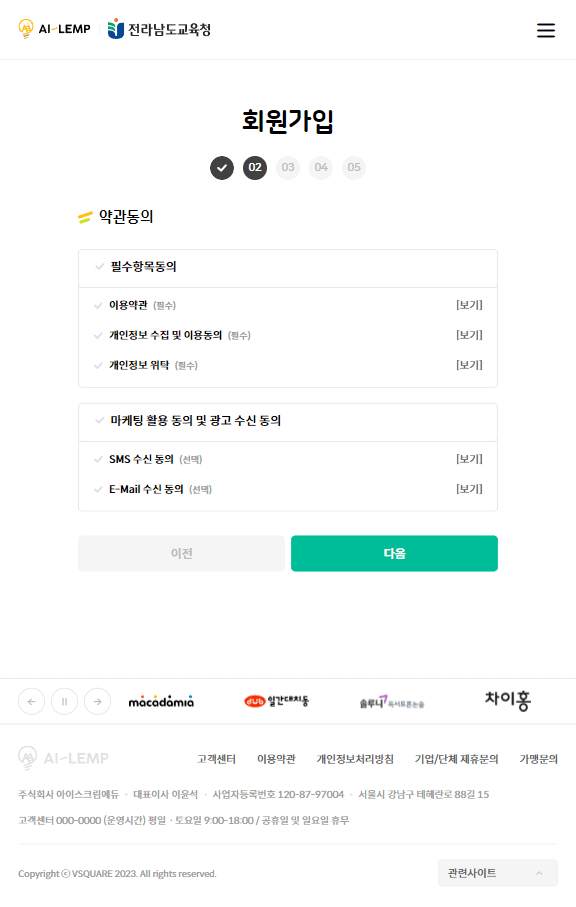 AI-LEMP 전라남도교육청
회원가입
02 03 04 05
약관동의
필수항목동의
이용약관 (필수) [보기]
개인정보 수집 및 이용동의 (필수) [보기]
개인정보 위탁 (필수) [보기]
마케팅 활용 동의 및 광고 수신 동의
SMS 수신 동의 (선택) [보기]
E-Mail 수신 동의 (선택) [보기]
이전 다음
macadamia dub 일간대치동 솔루니 독서토론논술 차이홍
AI-LEMP 고객센터 이용약관 개인정보처리방침 기업/단체 제휴문의 가맹문의
주식회사 아이스크림에듀 · 대표이사 이윤석 · 사업자등록번호 120-87-97004 · 서울시 강남구 테헤란로 88길 15
고객센터 000-0000 (운영시간) 평일 · 토요일 9:00-18:00 / 공휴일 및 일요일 휴무
Copyright ⓒ VSQUARE 2023. All rights reserved. 관련사이트